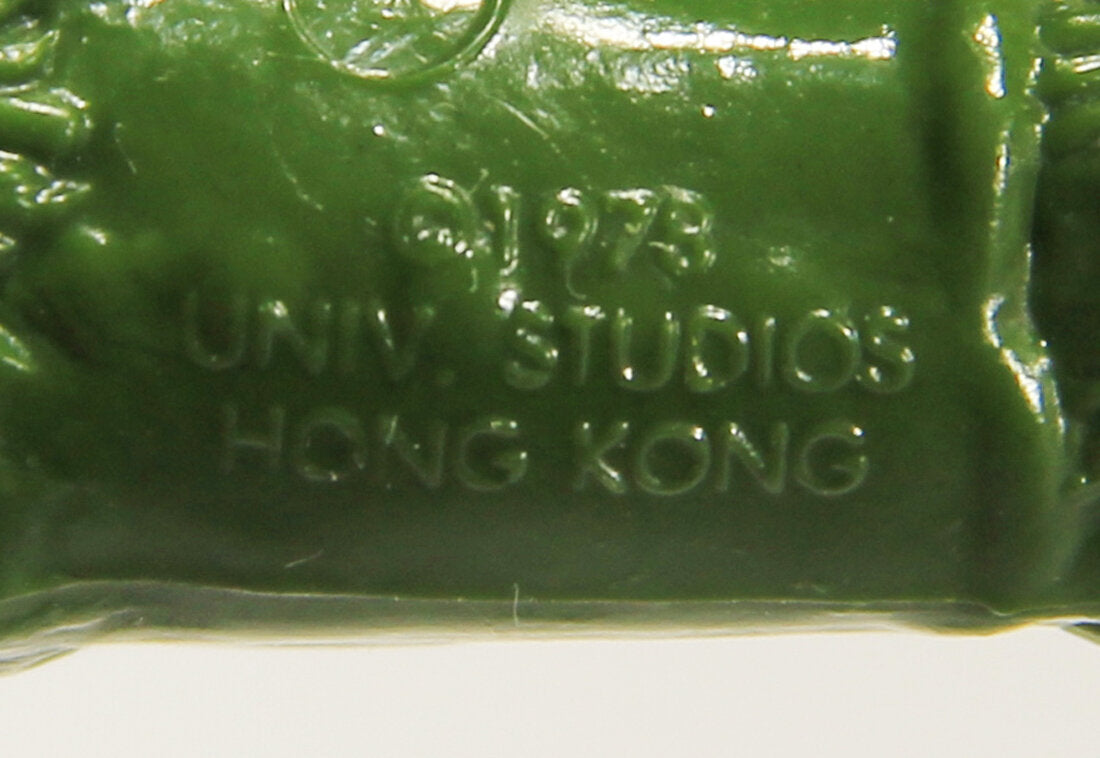 ©1978
UNIV. STUDIOS
HONG KONG